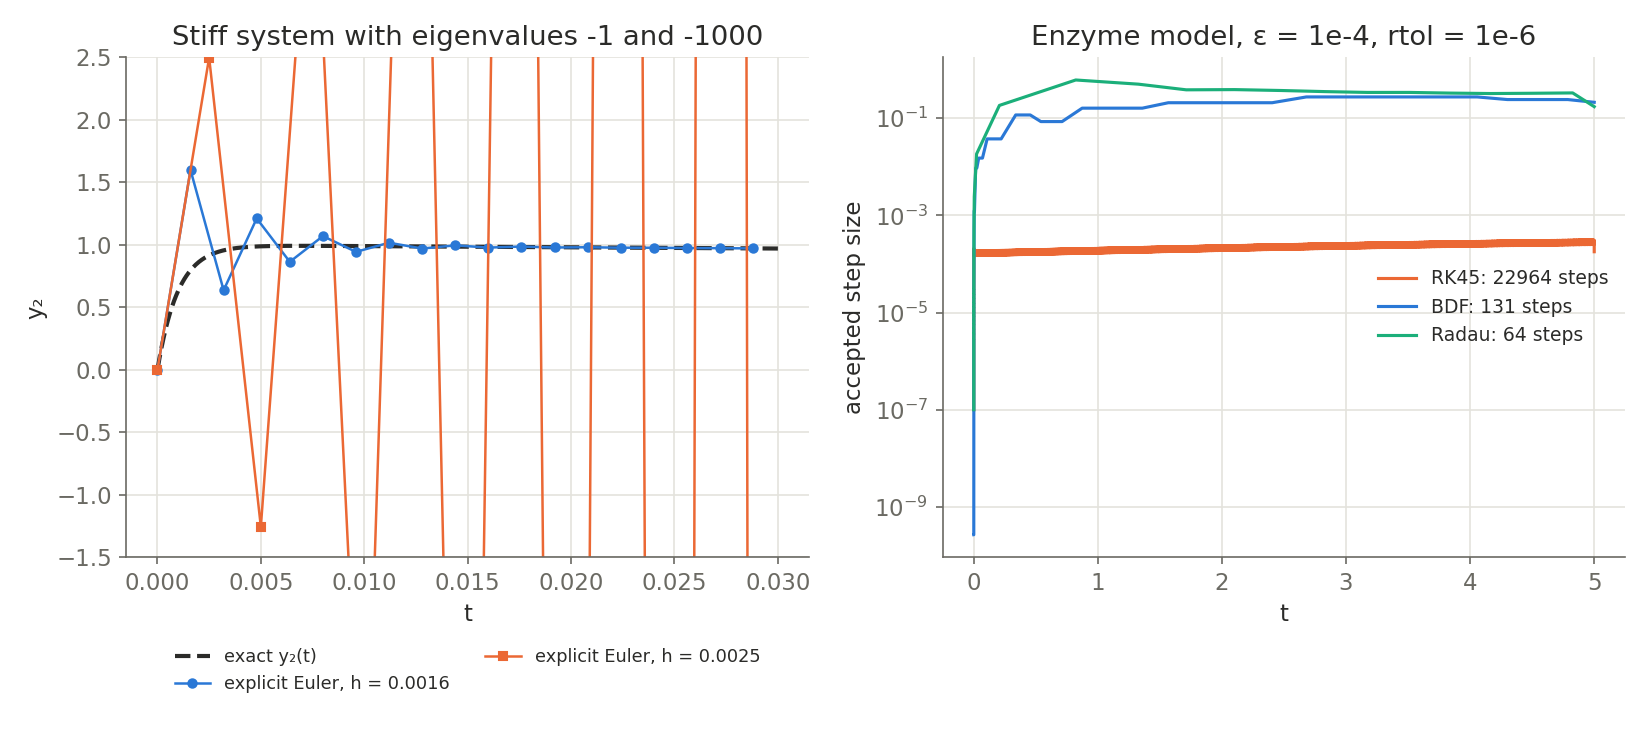 Stiff system with eigenvalues -1 and -1000
2.5
2.0
1.5
1.0
0.5
0.0
−0.5
−1.0
−1.5
y₂
0.000 0.005 0.010 0.015 0.020 0.025 0.030
t
exact y₂(t)
explicit Euler, h = 0.0016
explicit Euler, h = 0.0025
Enzyme model, ε = 1e-4, rtol = 1e-6
10⁻¹
10⁻³
10⁻⁵
10⁻⁷
10⁻⁹
accepted step size
RK45: 22964 steps
BDF: 131 steps
Radau: 64 steps
0 1 2 3 4 5
t